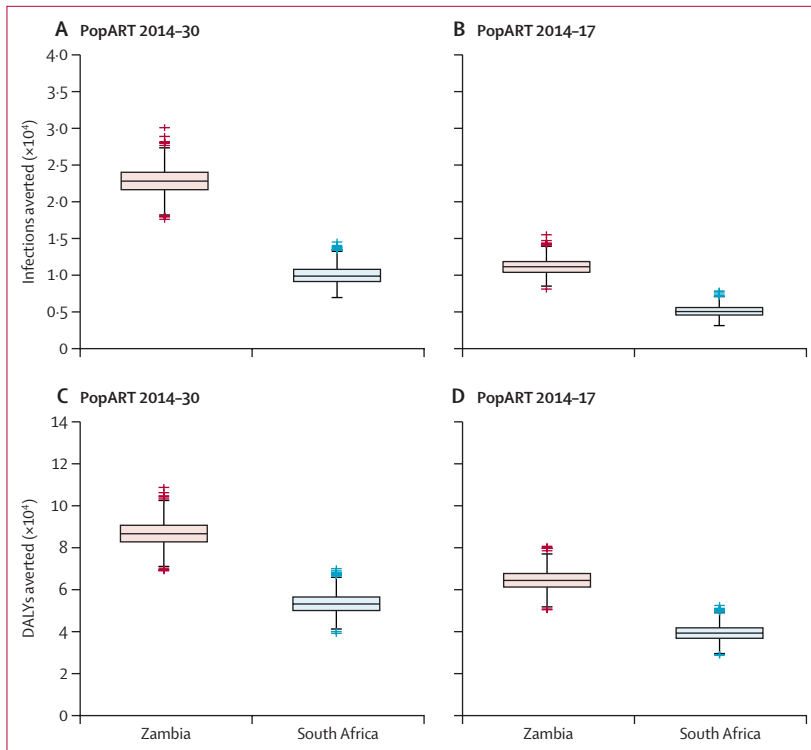 A PopART 2014–30
B PopART 2014–17
Infections averted (×10⁴)
4·0
3·5
3·0
2·5
2·0
1·5
1·0
0·5
0
C PopART 2014–30
D PopART 2014–17
DALYs averted (×10⁴)
14
12
10
8
6
4
2
0
Zambia
South Africa
Zambia
South Africa